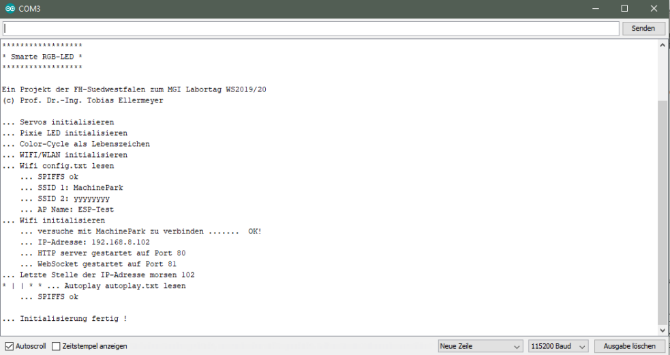 COM3
Senden
******************
* Smarte RGB-LED *
******************
Ein Projekt der FH-Suedwestfalen zum MGI Labortag WS2019/20
(c) Prof. Dr.-Ing. Tobias Ellermeyer
... Servos initialisieren
... Pixie LED initialisieren
... Color-Cycle als Lebenszeichen
... WIFI/WLAN initialisieren
... Wifi config.txt lesen
... SPIFFS ok
... SSID 1: MachinePark
... SSID 2: yyyyyyyy
... AP Name: ESP-Test
... Wifi initialisieren
... versuche mit MachinePark zu verbinden ....... OK!
... IP-Adresse: 192.168.8.102
... HTTP server gestartet auf Port 80
... WebSocket gestartet auf Port 81
... Letzte Stelle der IP-Adresse morsen 102
* | | * * ... Autoplay autoplay.txt lesen
... SPIFFS ok
... Initialisierung fertig !
Autoscroll Zeitstempel anzeigen Neue Zeile 115200 Baud Ausgabe löschen